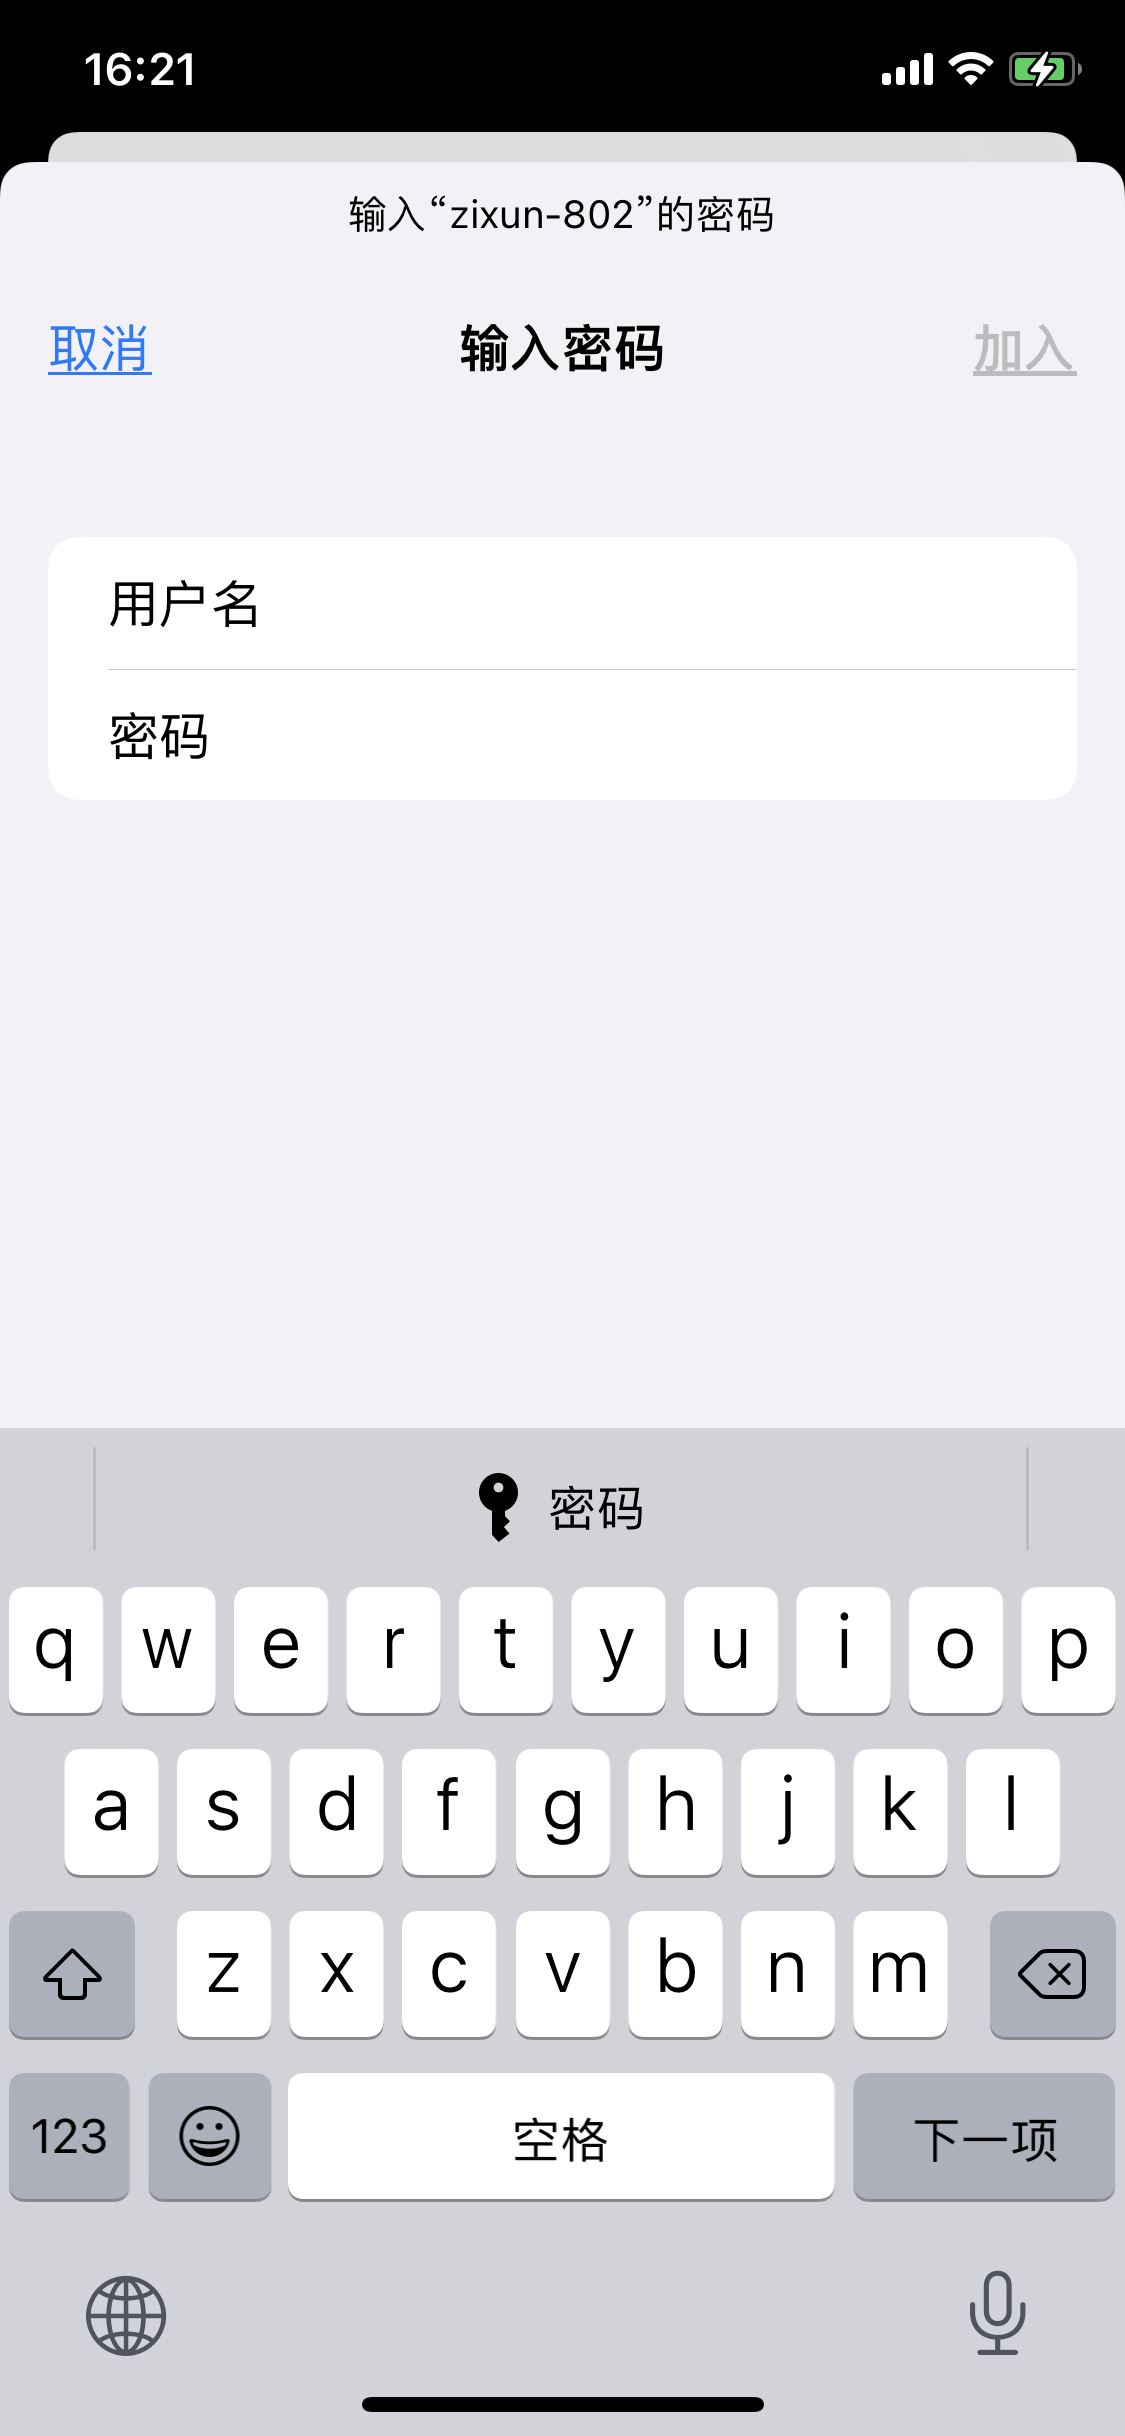 16:21
输入“zixun-802”的密码
取消 输入密码 加入
用户名
密码
密码
q w e r t y u i o p
a s d f g h j k l
z x c v b n m
123 空格 下一项